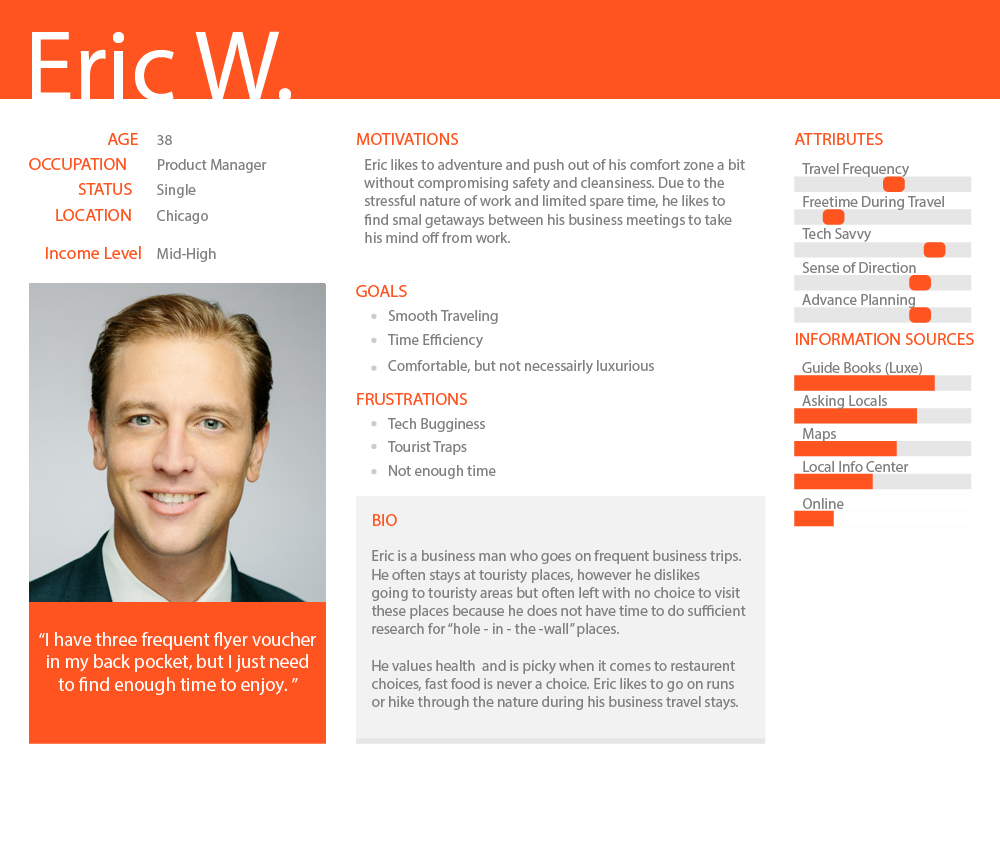 Eric W.
AGE 38
OCCUPATION Product Manager
STATUS Single
LOCATION Chicago
Income Level Mid-High
“I have three frequent flyer voucher
in my back pocket, but I just need
to find enough time to enjoy. ”
MOTIVATIONS
Eric likes to adventure and push out of his comfort zone a bit
without compromising safety and cleansiness. Due to the
stressful nature of work and limited spare time, he likes to
find smal getaways between his business meetings to take
his mind off from work.
GOALS
Smooth Traveling
Time Efficiency
Comfortable, but not necessairly luxurious
FRUSTRATIONS
Tech Bugginess
Tourist Traps
Not enough time
BIO
Eric is a business man who goes on frequent business trips.
He often stays at touristy places, however he dislikes
going to touristy areas but often left with no choice to visit
these places because he does not have time to do sufficient
research for “hole - in - the -wall” places.
He values health  and is picky when it comes to restaurent
choices, fast food is never a choice. Eric likes to go on runs
or hike through the nature during his business travel stays.
ATTRIBUTES
Travel Frequency
Freetime During Travel
Tech Savvy
Sense of Direction
Advance Planning
INFORMATION SOURCES
Guide Books (Luxe)
Asking Locals
Maps
Local Info Center
Online